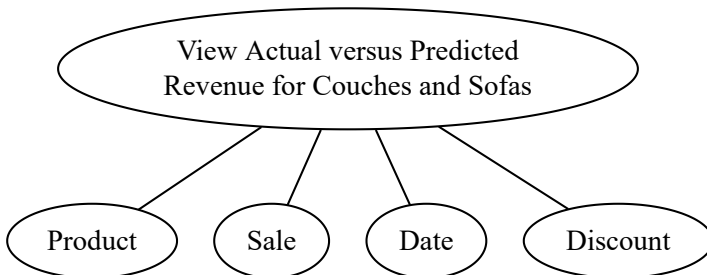 View Actual versus Predicted
Revenue for Couches and Sofas
Product
Sale
Date
Discount